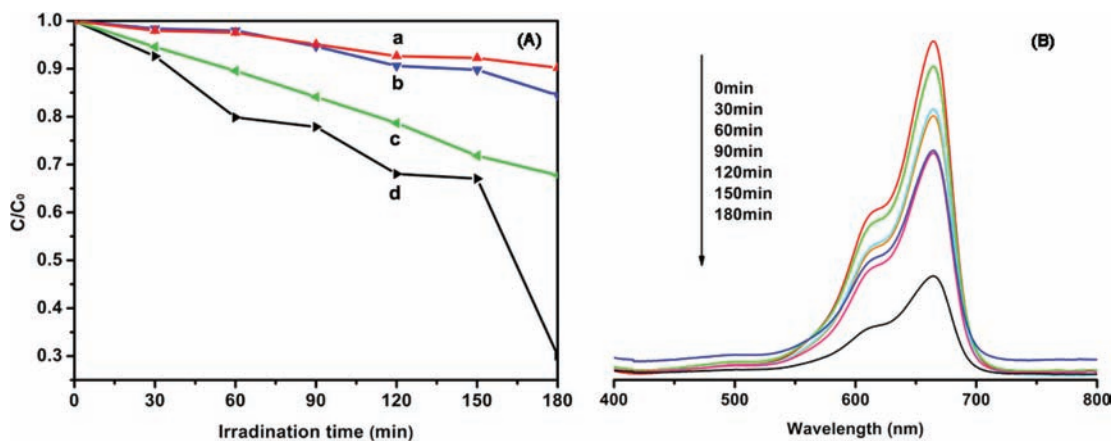 1.0
0.9
0.8
0.7
0.6
0.5
0.4
0.3
C/C₀
0 30 60 90 120 150 180
Irradination time (min)
(A)
a
b
c
d
(B)
0min
30min
60min
90min
120min
150min
180min
400 500 600 700 800
Wavelength (nm)